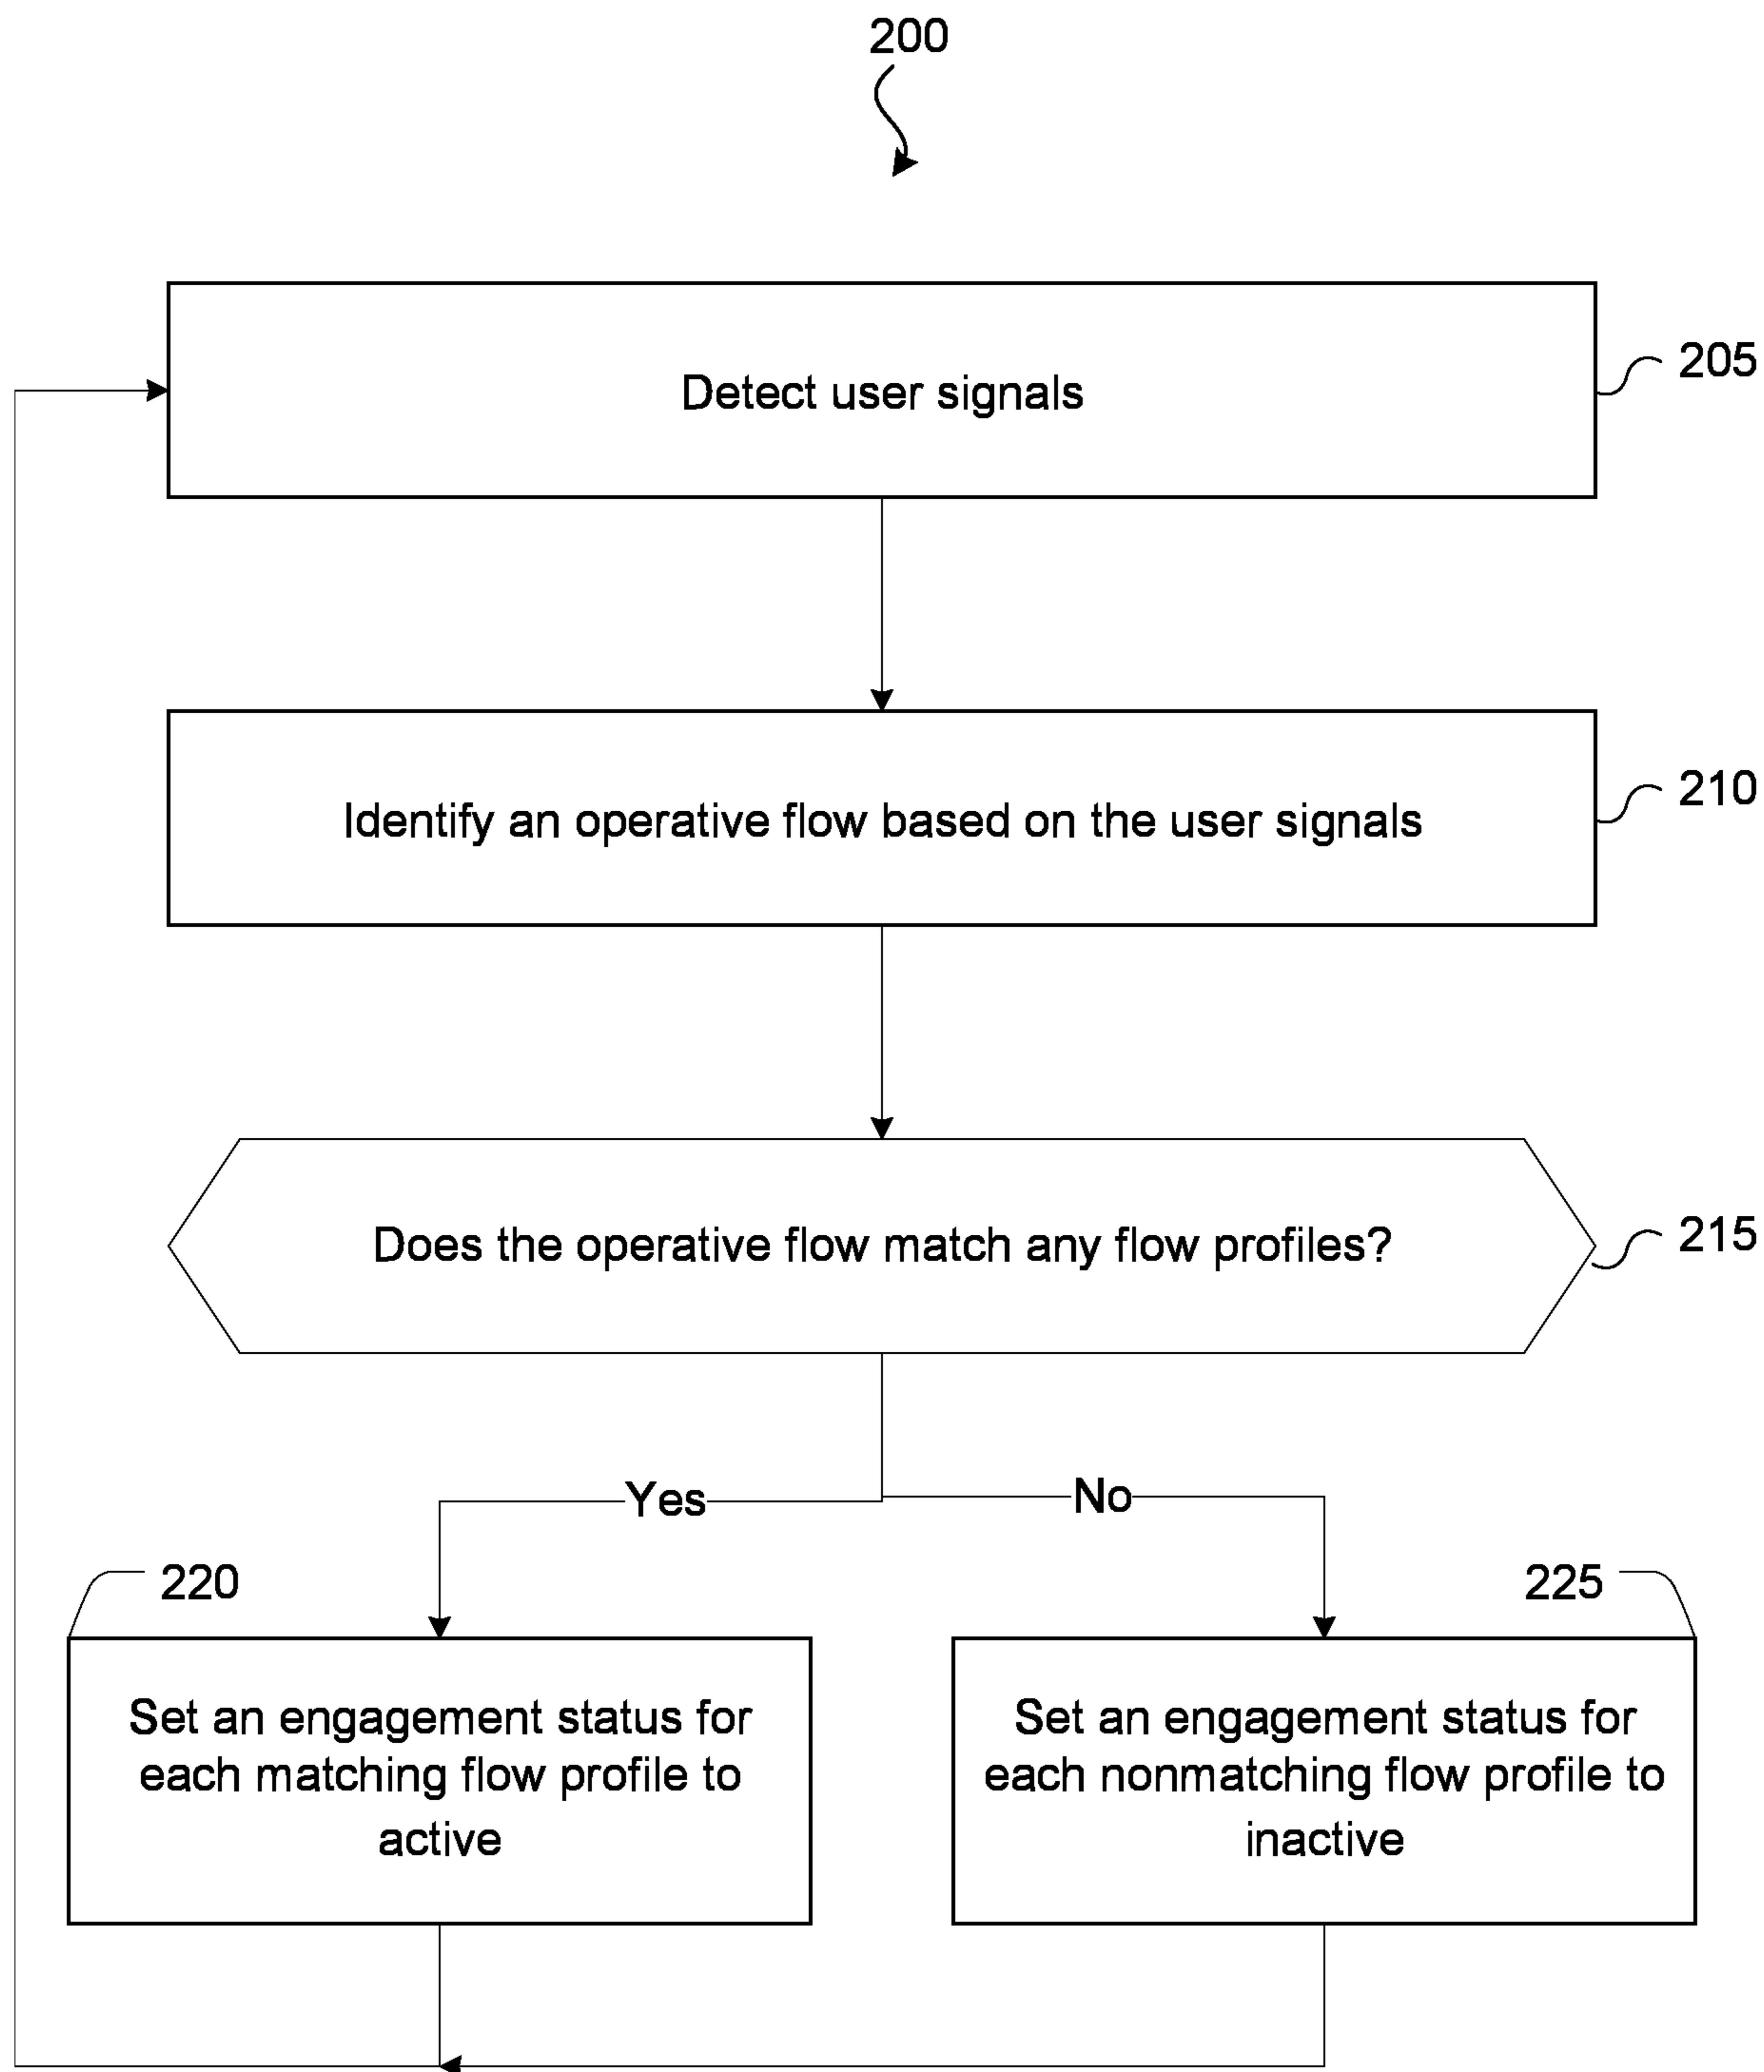 200
Detect user signals
205
Identify an operative flow based on the user signals
210
Does the operative flow match any flow profiles?
215
Yes
No
220
225
Set an engagement status for
each matching flow profile to
active
Set an engagement status for
each nonmatching flow profile to
inactive